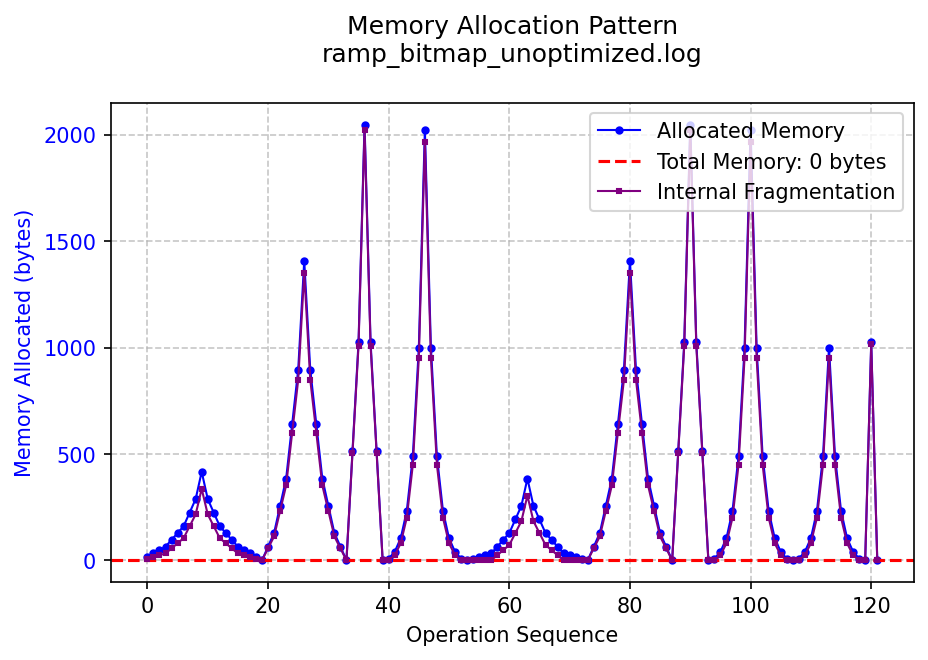 Memory Allocation Pattern
ramp_bitmap_unoptimized.log
Allocated Memory
Total Memory: 0 bytes
Internal Fragmentation
Memory Allocated (bytes)
2000
1500
1000
500
0
0 20 40 60 80 100 120
Operation Sequence